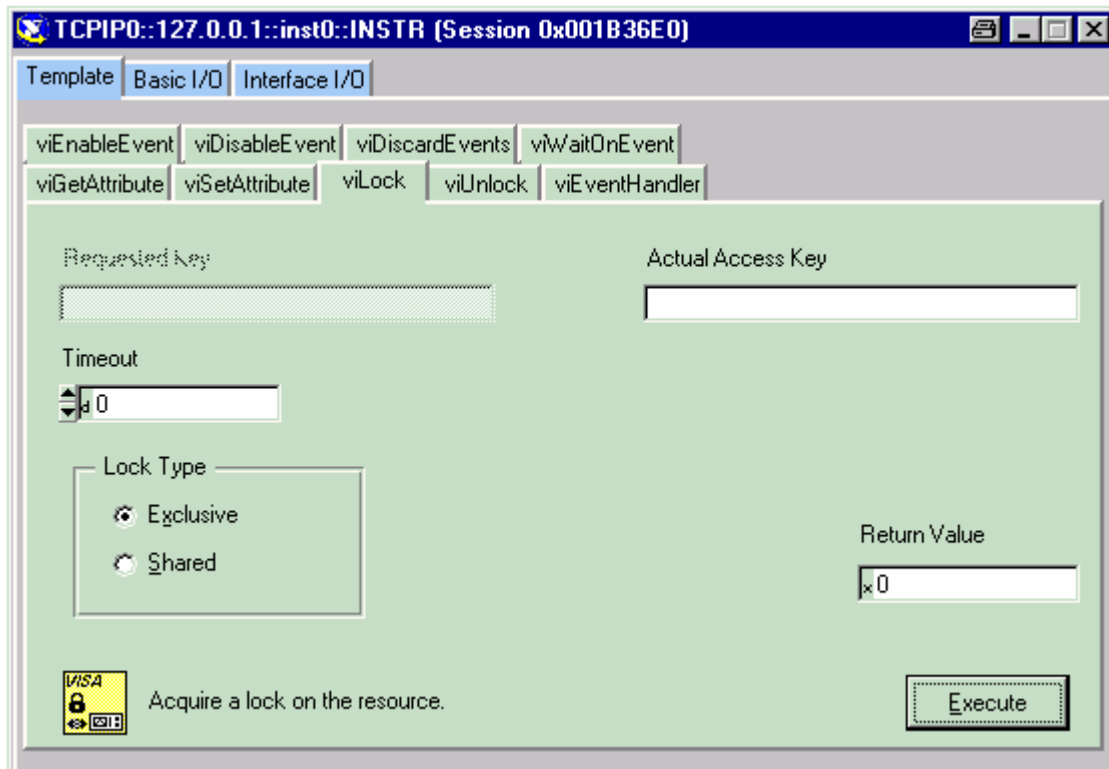 TCPIP0::127.0.0.1::inst0::INSTR (Session 0x001B36E0)
Template Basic I/O Interface I/O
viEnableEvent viDisableEvent viDiscardEvents viWaitOnEvent
viGetAttribute viSetAttribute viLock viUnlock viEventHandler
Requested Key Actual Access Key
Timeout
d 0
Lock Type
Exclusive
Shared
Return Value
x 0
VISA
Acquire a lock on the resource.
Execute